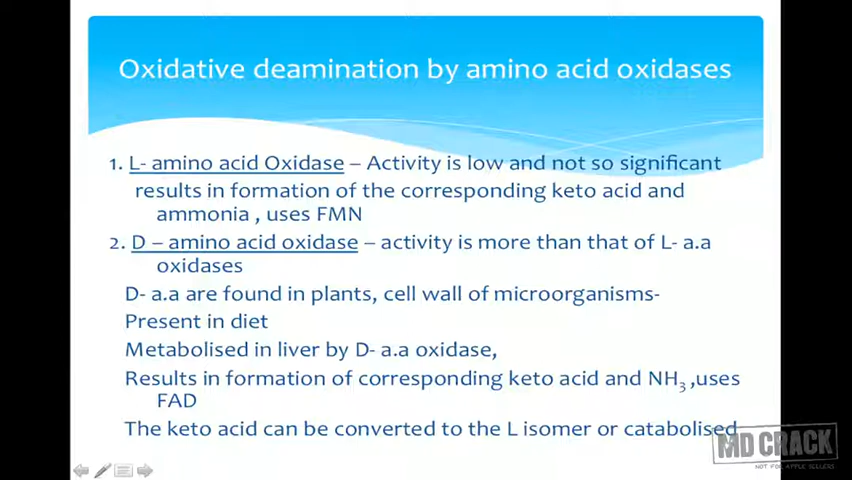 Oxidative deamination by amino acid oxidases
1. L- amino acid Oxidase – Activity is low and not so significant
results in formation of the corresponding keto acid and
ammonia , uses FMN
2. D – amino acid oxidase – activity is more than that of L- a.a
oxidases
D- a.a are found in plants, cell wall of microorganisms-
Present in diet
Metabolised in liver by D- a.a oxidase,
Results in formation of corresponding keto acid and NH₃ ,uses
FAD
The keto acid can be converted to the L isomer or catabolised
MD CRACK
NOT FOR APPLE SELLERS